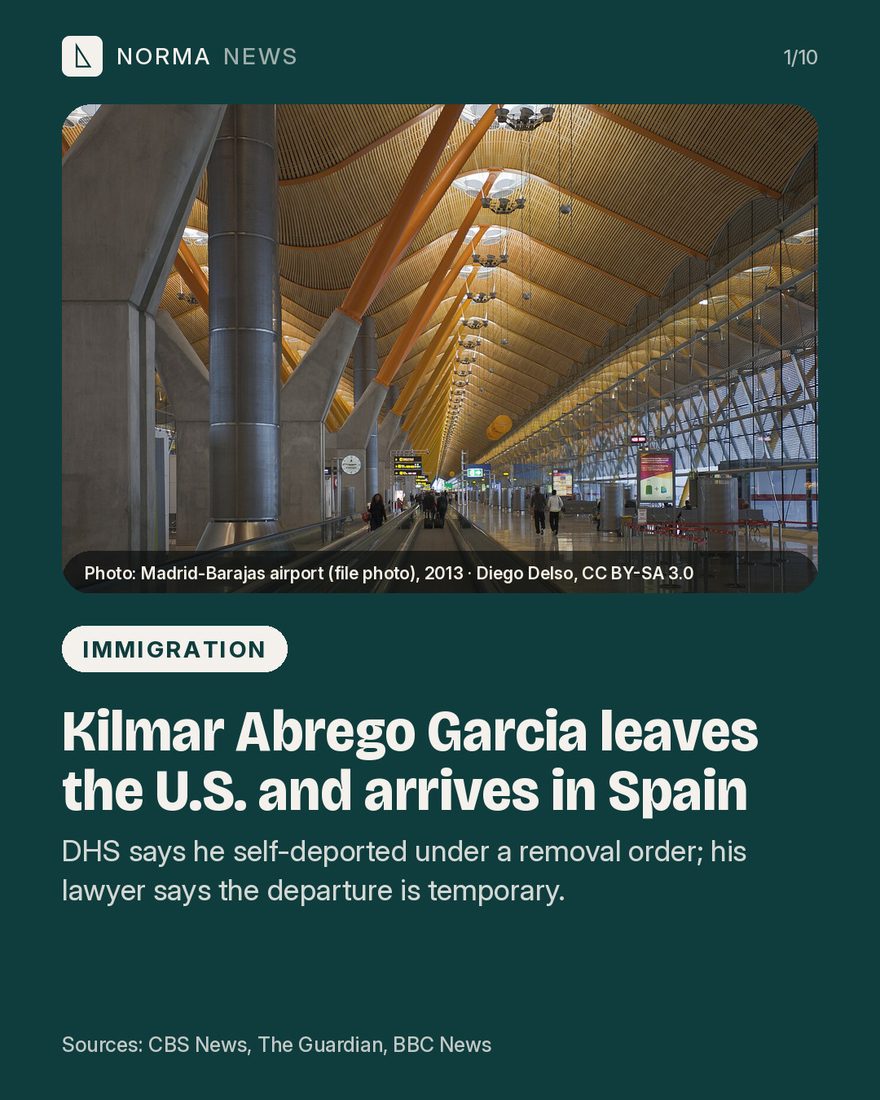 NORMA NEWS
1/10
Photo: Madrid-Barajas airport (file photo), 2013 · Diego Delso, CC BY-SA 3.0
IMMIGRATION
Kilmar Abrego Garcia leaves
the U.S. and arrives in Spain
DHS says he self-deported under a removal order; his
lawyer says the departure is temporary.
Sources: CBS News, The Guardian, BBC News